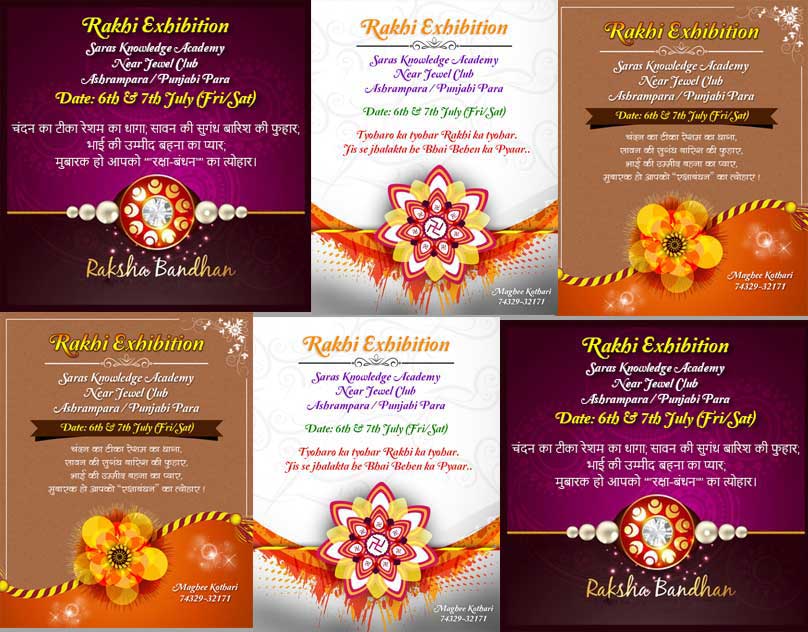 Rakhi Exhibition
Saras Knowledge Academy
Near Jewel Club
Ashrampara / Punjabi Para
Date: 6th & 7th July (Fri/Sat)
चंदन का टीका रेशम का धागा; सावन की सुगंध बारिश की फुहार;
भाई की उम्मीद बहना का प्यार;
मुबारक हो आपको ""रक्षा-बंधन"" का त्योहार।
Raksha Bandhan
Rakhi Exhibition
Saras Knowledge Academy
Near Jewel Club
Ashrampara / Punjabi Para
Date: 6th & 7th July (Fri/Sat)
Tyoharo ka tyohar Rakhi ka tyohar.
Jis se jhalakta he Bhai Behen ka Pyaar..
Maghee Kothari
74329-32171
Rakhi Exhibition
Saras Knowledge Academy
Near Jewel Club
Ashrampara / Punjabi Para
Date: 6th & 7th July (Fri/Sat)
चंदन का टीका रेशम का धागा,
सावन की सुगंध बारिश की फुहार,
भाई की उम्मीद बहना का प्यार,
मुबारक हो आपको "रक्षाबंधन" का त्योहार !
Maghee Kothari
74329-32171
Rakhi Exhibition
Saras Knowledge Academy
Near Jewel Club
Ashrampara / Punjabi Para
Date: 6th & 7th July (Fri/Sat)
चंदन का टीका रेशम का धागा,
सावन की सुगंध बारिश की फुहार,
भाई की उम्मीद बहना का प्यार,
मुबारक हो आपको "रक्षाबंधन" का त्योहार !
Maghee Kothari
74329-32171
Rakhi Exhibition
Saras Knowledge Academy
Near Jewel Club
Ashrampara / Punjabi Para
Date: 6th & 7th July (Fri/Sat)
Tyoharo ka tyohar Rakhi ka tyohar.
Jis se jhalakta he Bhai Behen ka Pyaar..
Maghee Kothari
74329-32171
Rakhi Exhibition
Saras Knowledge Academy
Near Jewel Club
Ashrampara / Punjabi Para
Date: 6th & 7th July (Fri/Sat)
चंदन का टीका रेशम का धागा; सावन की सुगंध बारिश की फुहार;
भाई की उम्मीद बहना का प्यार;
मुबारक हो आपको ""रक्षा-बंधन"" का त्योहार।
Raksha Bandhan